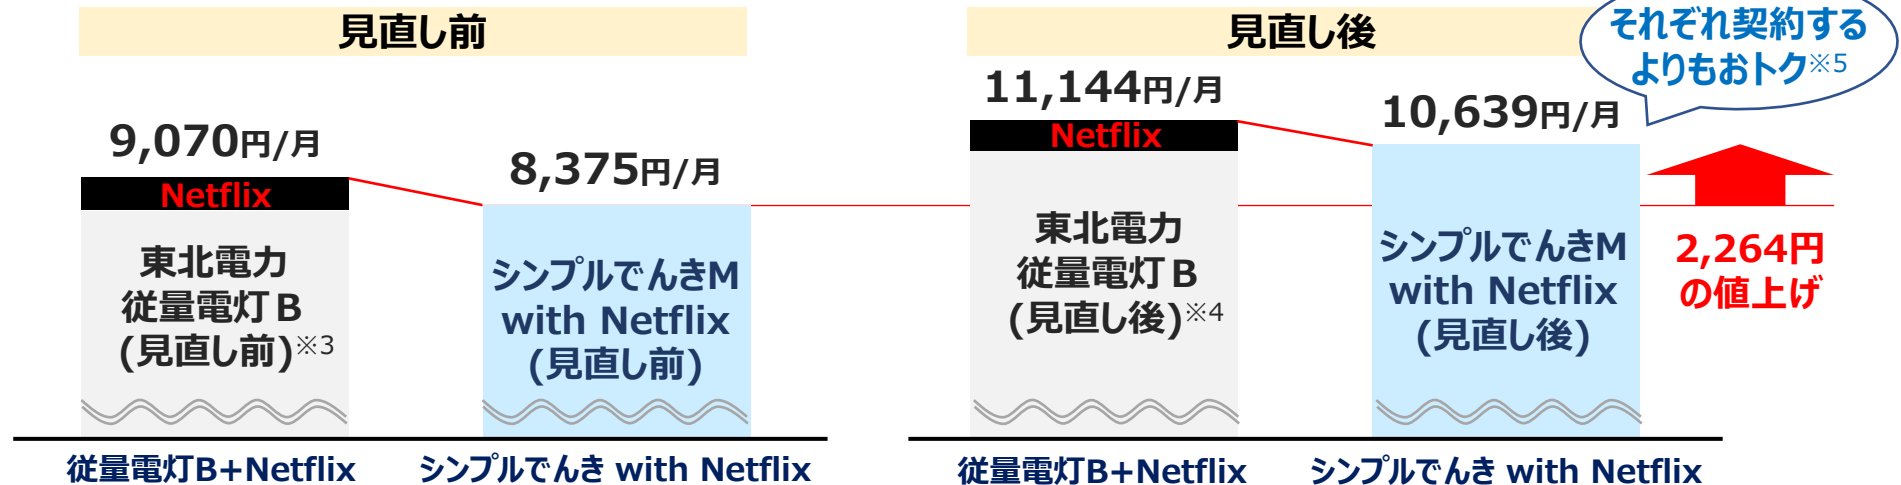 見直し前
9,070円/月
Netflix
東北電力
従量電灯B
(見直し前)※3
8,375円/月
シンプルでんきM
with Netflix
(見直し前)
従量電灯B+Netflix
シンプルでんき with Netflix
見直し後
11,144円/月
Netflix
東北電力
従量電灯B
(見直し後)※4
10,639円/月
シンプルでんきM
with Netflix
(見直し後)
それぞれ契約する
よりもおトク※5
2,264円
の値上げ
従量電灯B+Netflix
シンプルでんき with Netflix